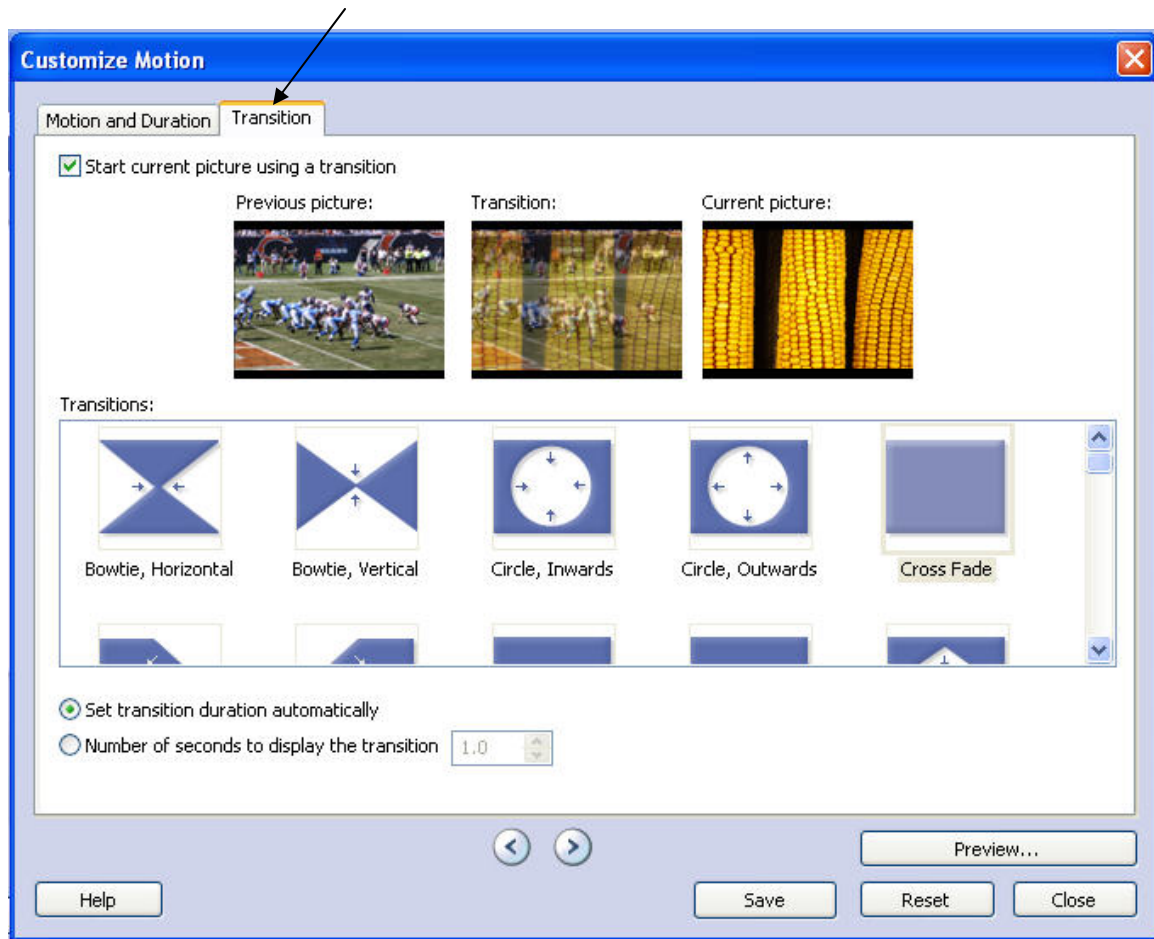 Customize Motion
Motion and Duration Transition
Start current picture using a transition
Previous picture: Transition: Current picture:
Transitions:
Bowtie, Horizontal Bowtie, Vertical Circle, Inwards Circle, Outwards Cross Fade
Set transition duration automatically
Number of seconds to display the transition 1.0
Preview...
Help Save Reset Close